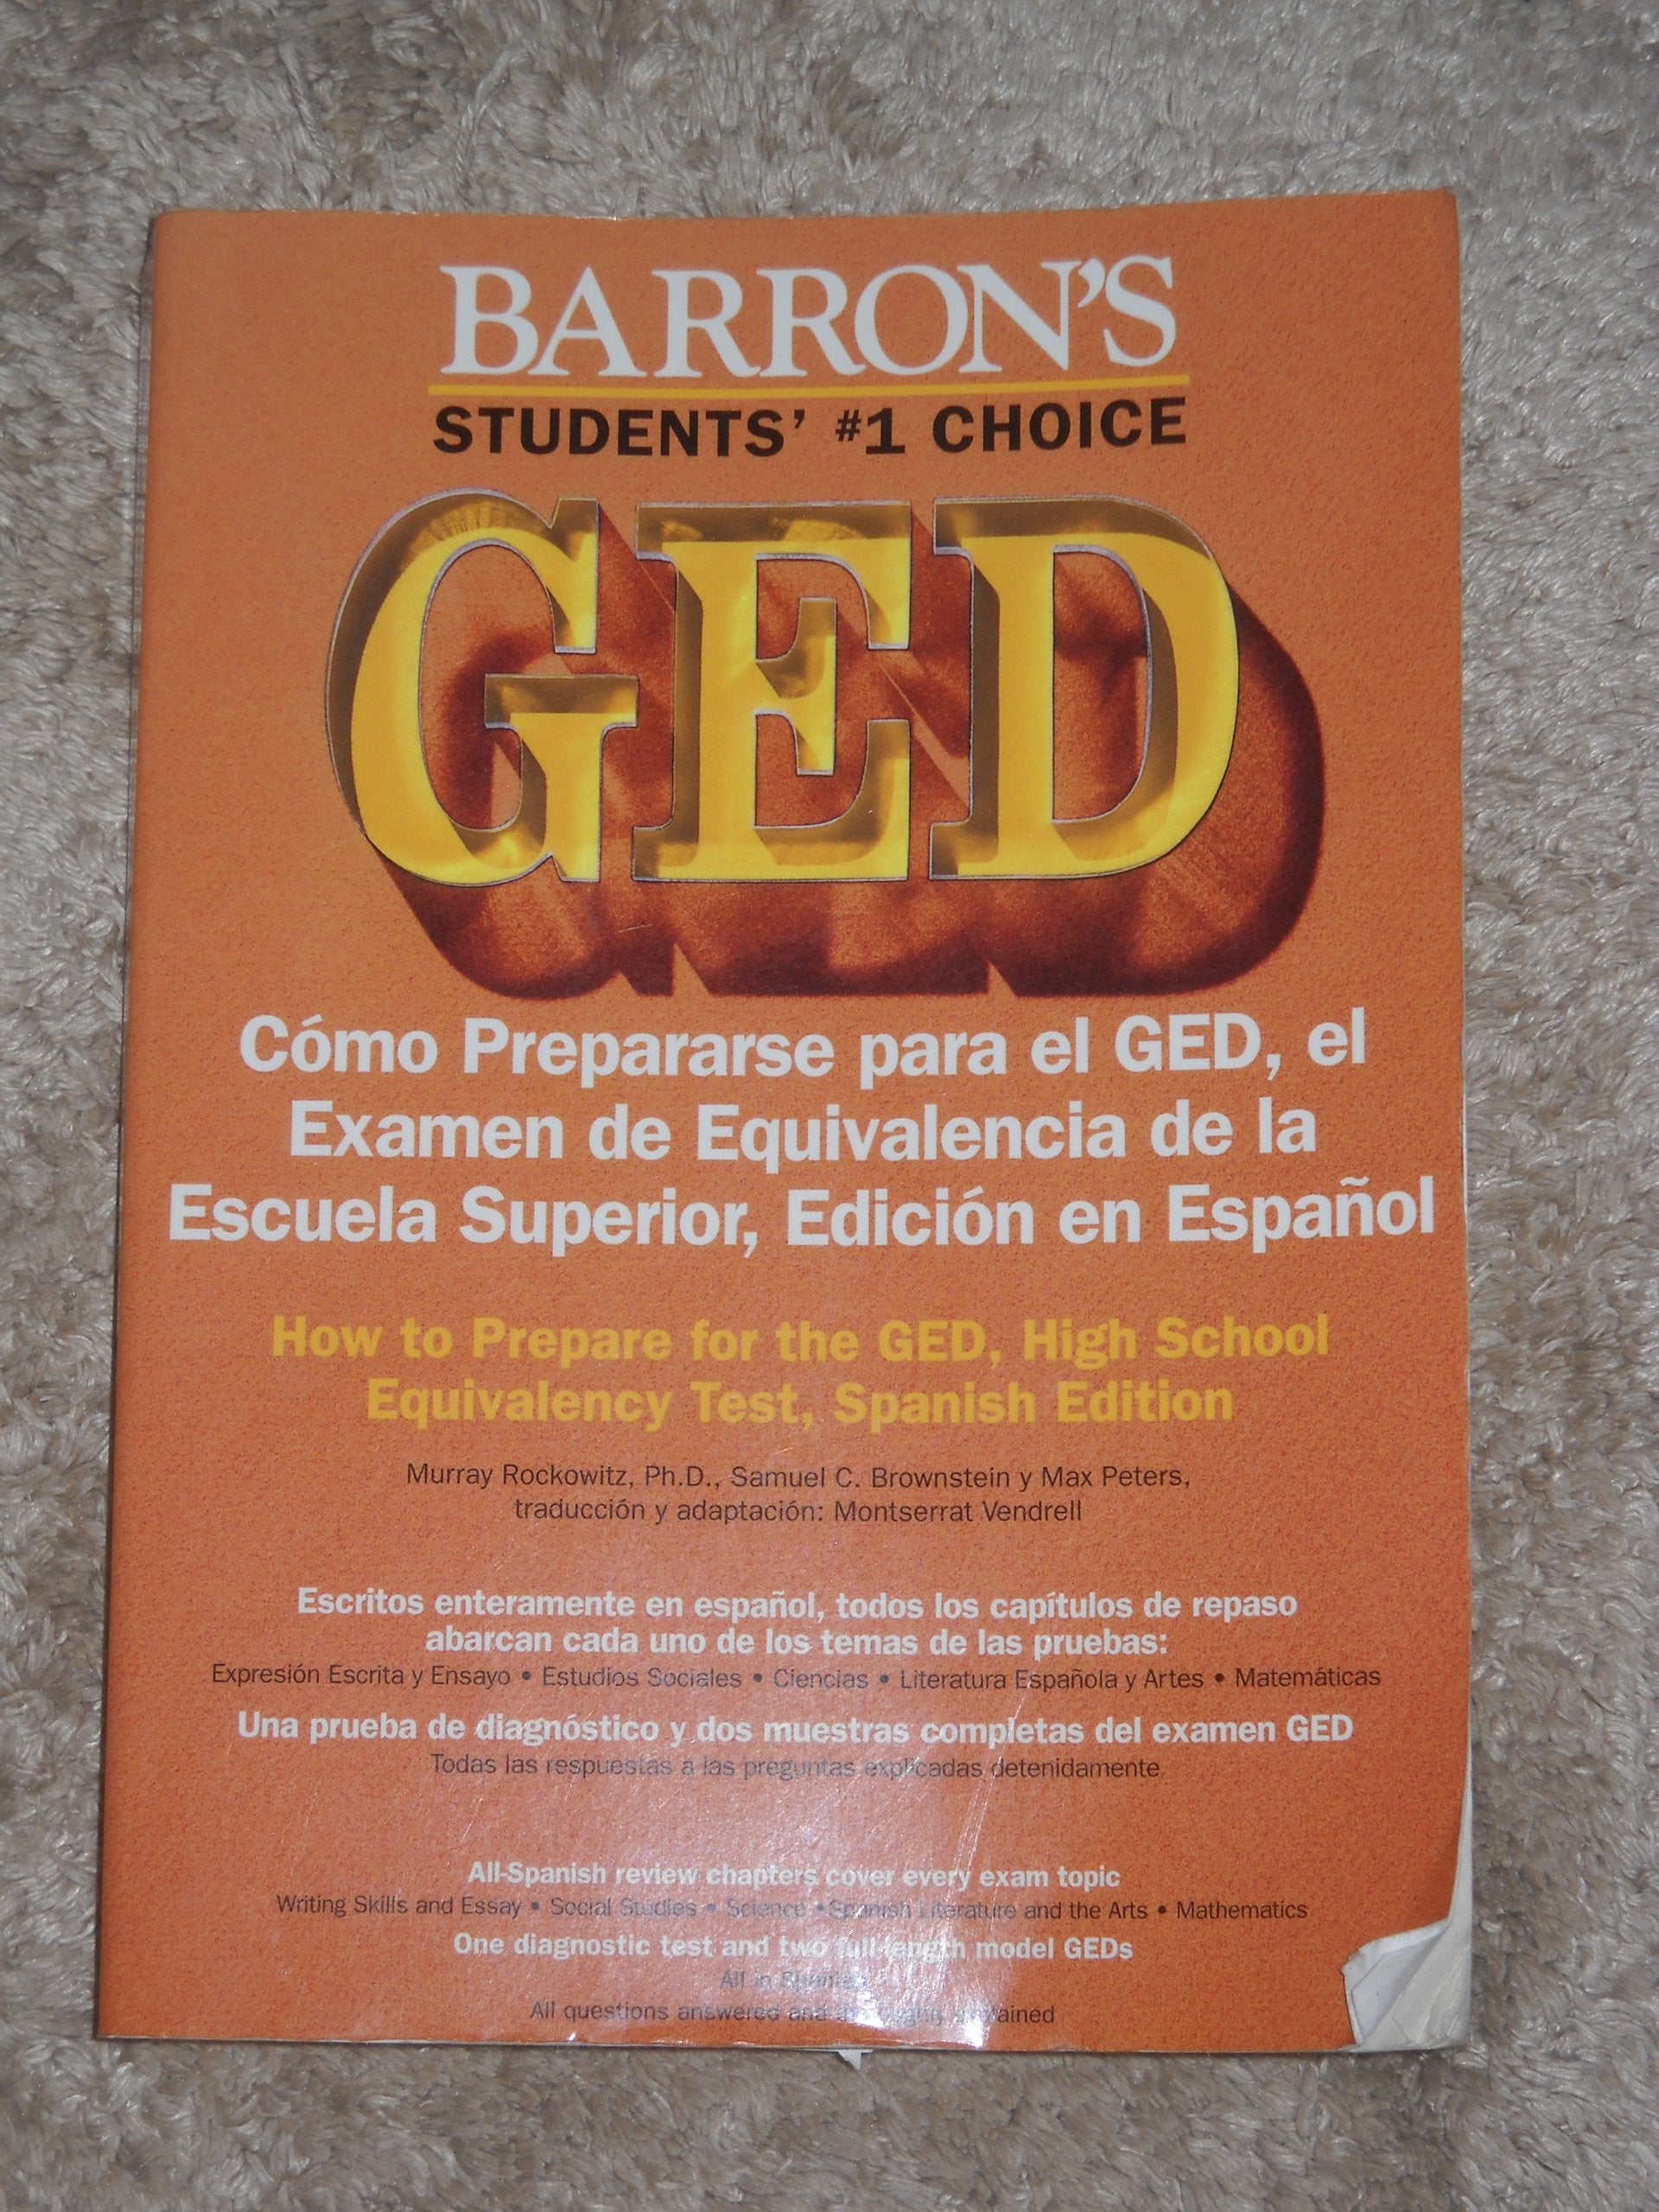 BARRON'S
STUDENTS' #1 CHOICE
GED
Cómo Prepararse para el GED, el
Examen de Equivalencia de la
Escuela Superior, Edición en Español
How to Prepare for the GED, High School
Equivalency Test, Spanish Edition
Murray Rockowitz, Ph.D., Samuel C. Brownstein y Max Peters,
traducción y adaptación: Montserrat Vendrell
Escritos enteramente en español, todos los capítulos de repaso
abarcan cada uno de los temas de las pruebas:
Expresión Escrita y Ensayo • Estudios Sociales • Ciencias • Literatura Española y Artes • Matemáticas
Una prueba de diagnóstico y dos muestras completas del examen GED
Todas las respuestas a las preguntas explicadas detenidamente
All-Spanish review chapters cover every exam topic
Writing Skills and Essay • Social Studies • Science • Spanish Literature and the Arts • Mathematics
One diagnostic test and two full-length model GEDs
All in
All questions answered and